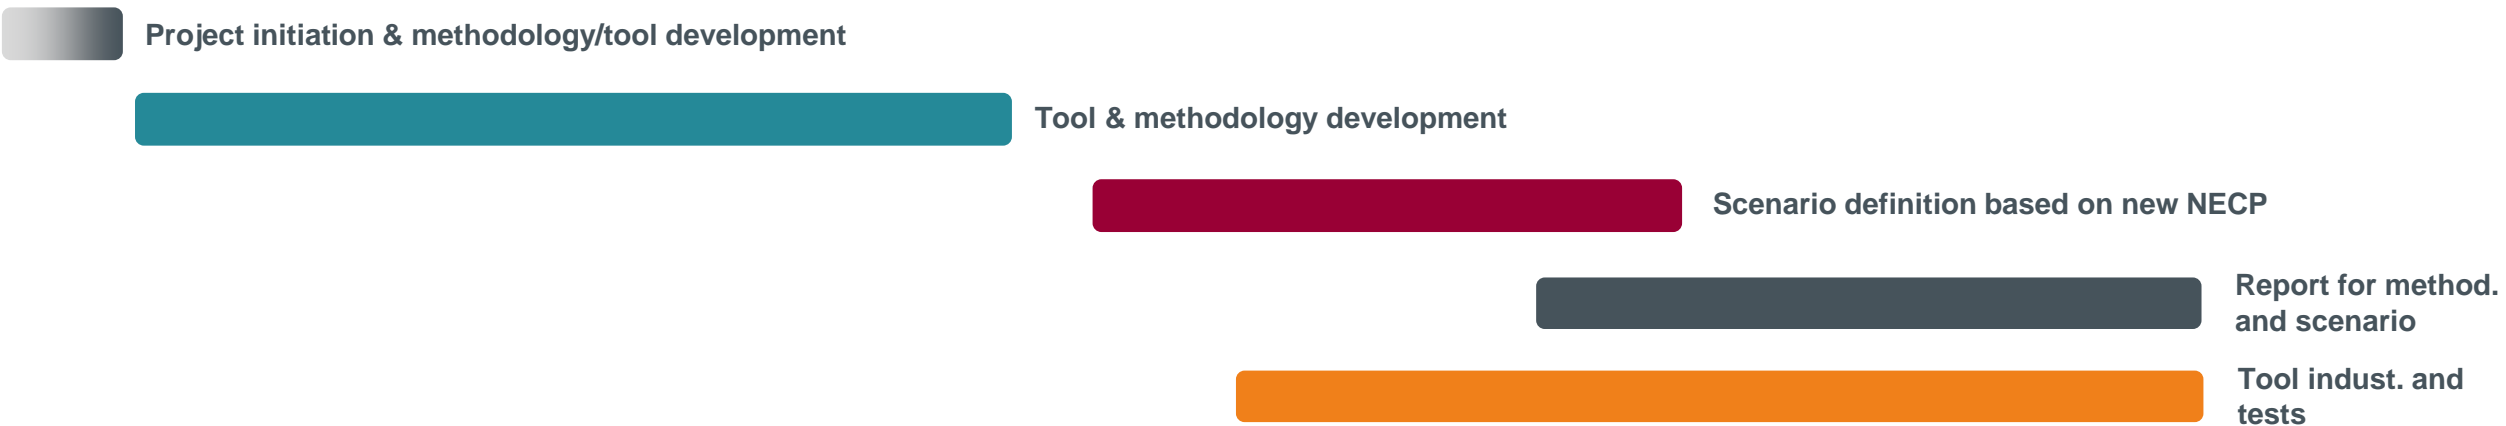 Project initiation & methodology/tool development
Tool & methodology development
Scenario definition based on new NECP
Report for method.
and scenario
Tool indust. and
tests